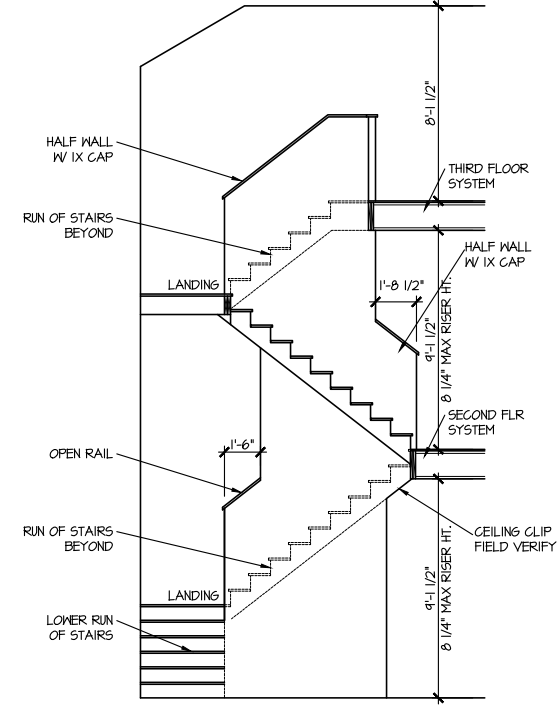 8'-1 1/2"
HALF WALL
W/ 1X CAP
THIRD FLOOR
SYSTEM
RUN OF STAIRS
BEYOND
HALF WALL
W/ 1X CAP
LANDING
1'-8 1/2"
9'-1 1/2"
8 1/4" MAX RISER HT.
SECOND FLR
SYSTEM
1'-6"
OPEN RAIL
RUN OF STAIRS
BEYOND
CEILING CLIP
FIELD VERIFY
9'-1 1/2"
8 1/4" MAX RISER HT.
LANDING
LOWER RUN
OF STAIRS